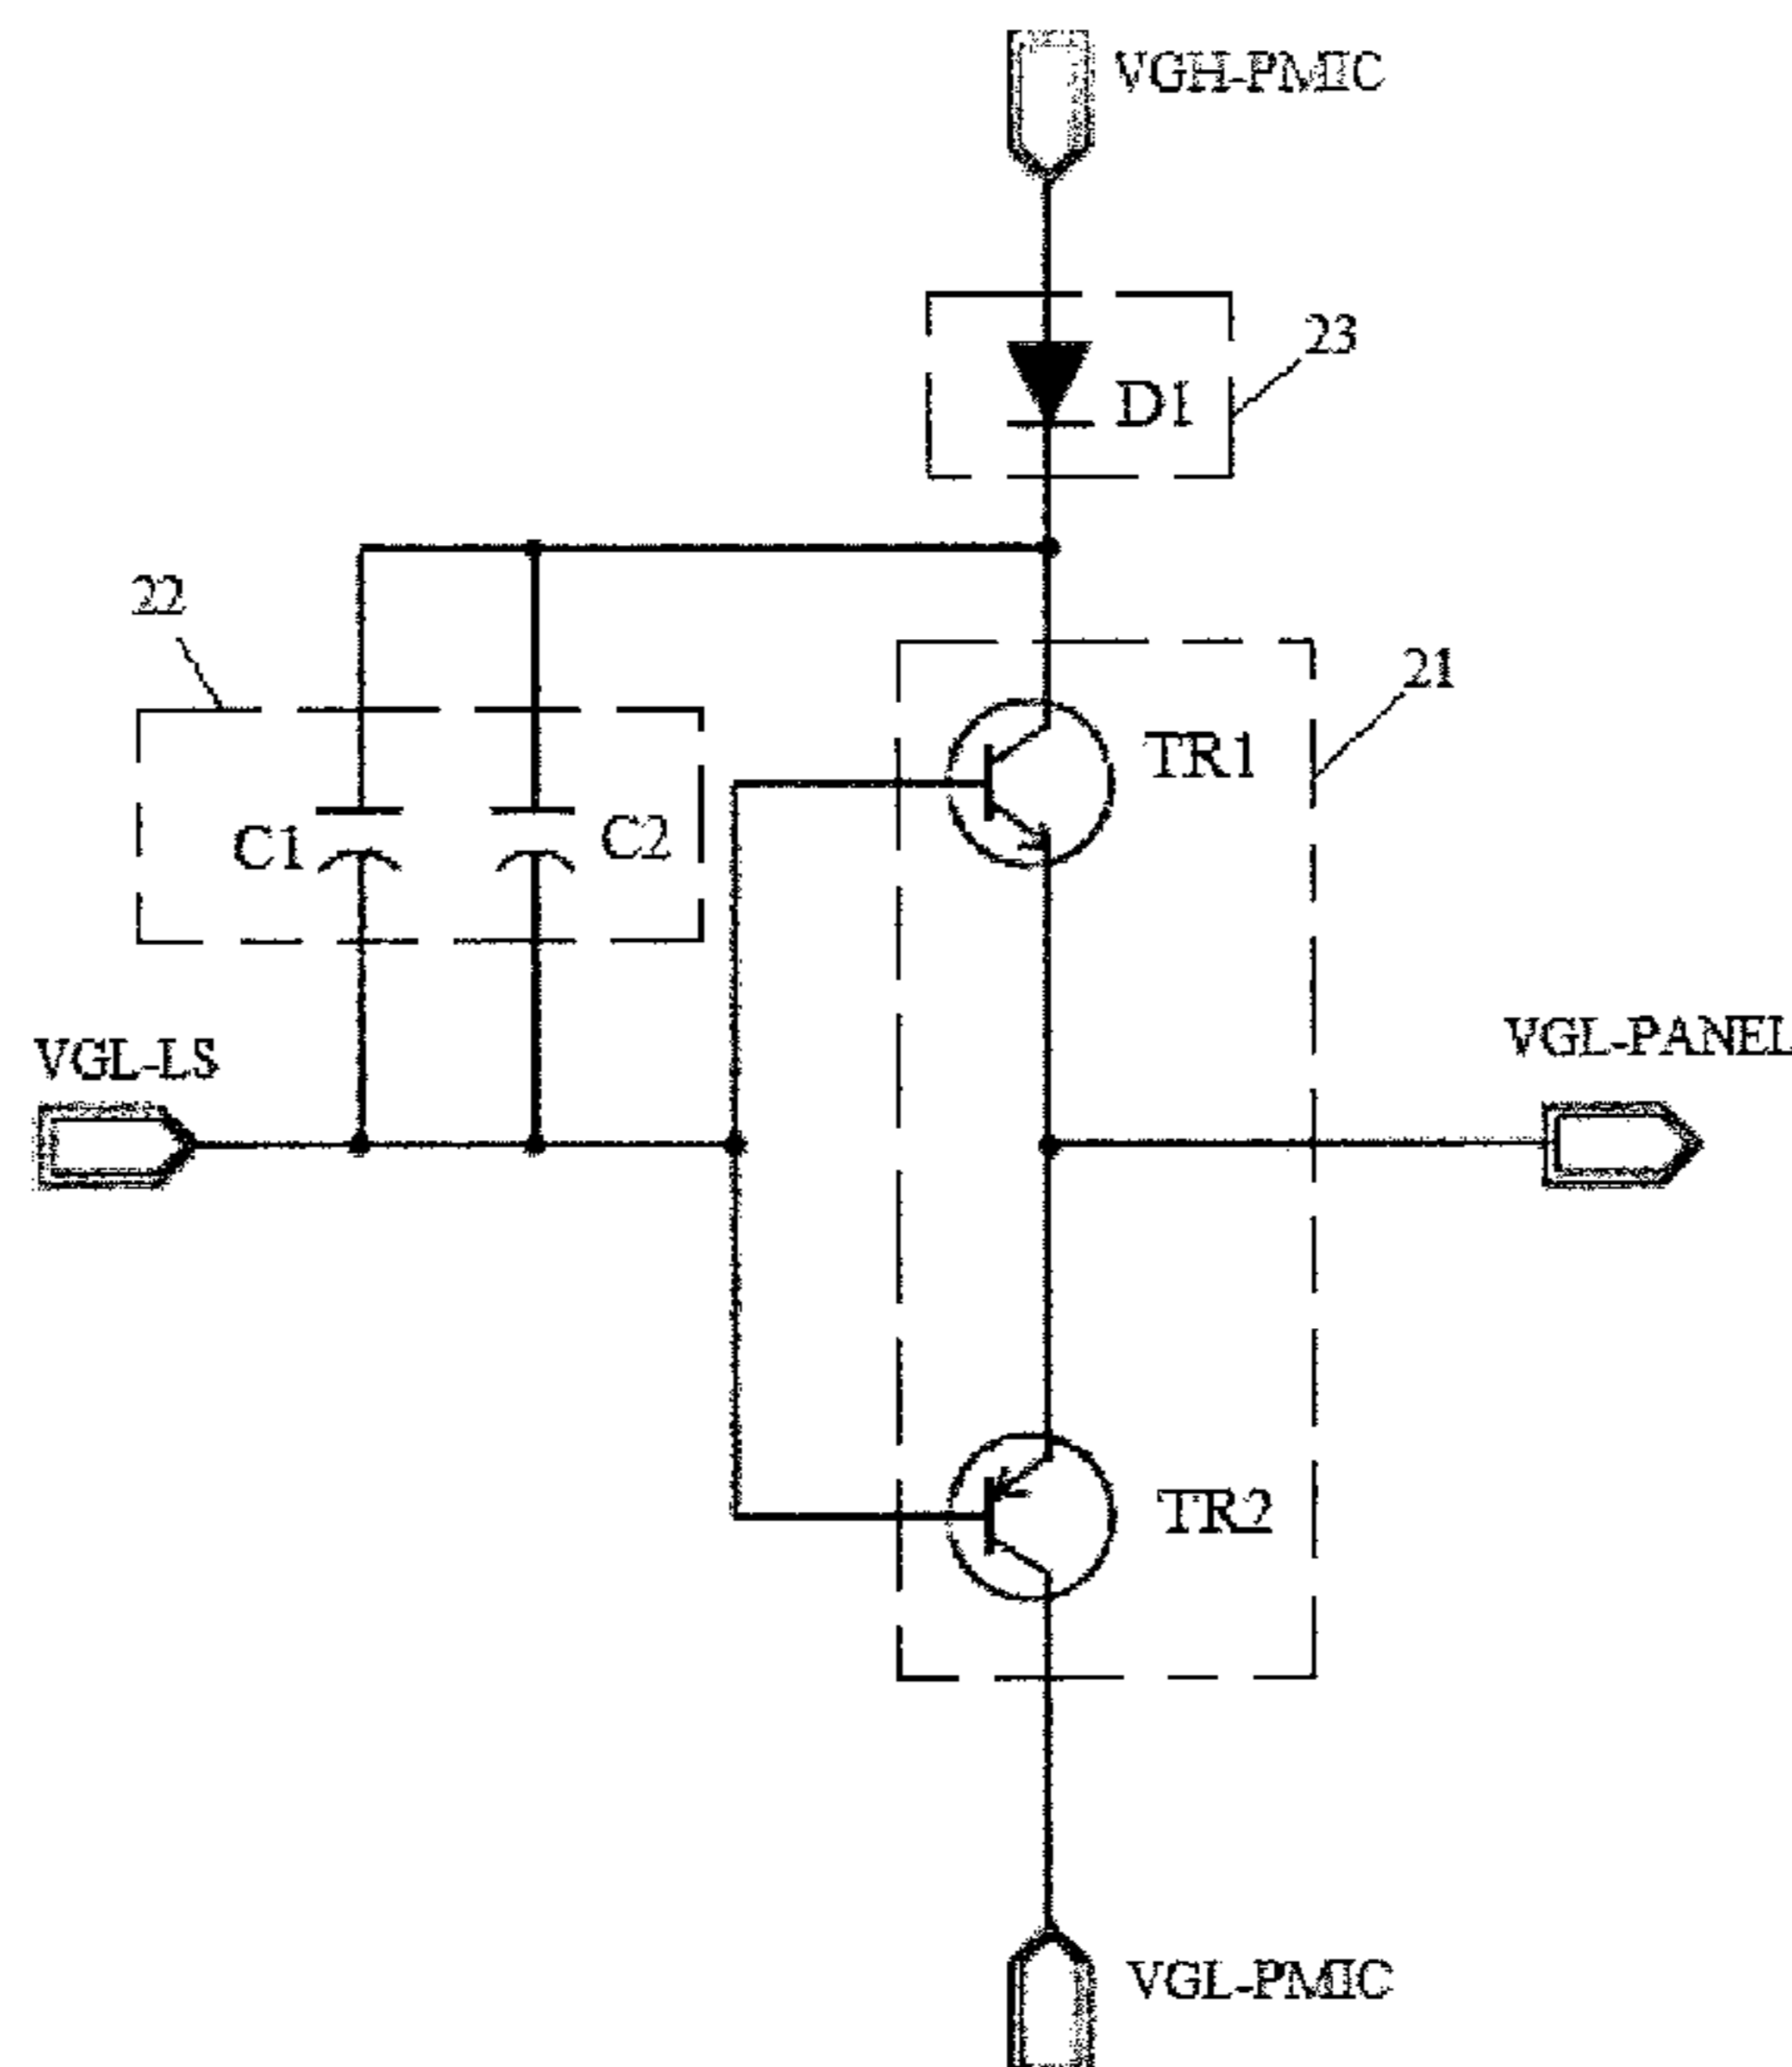 VGH-PMIC
23
D1
22
21
TR1
C1
C2
VGL-LS
VGL-PANEL
TR2
VGL-PMIC